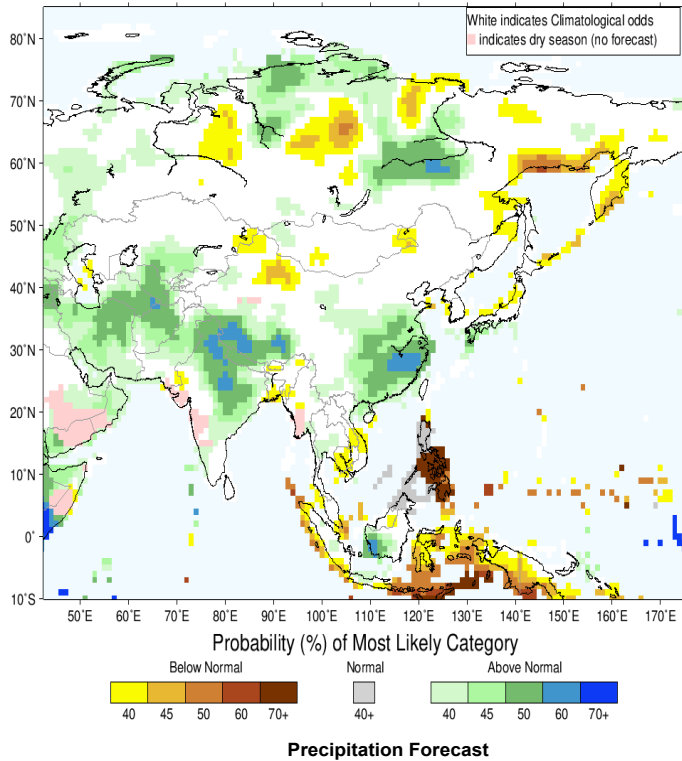 White indicates Climatological odds
indicates dry season (no forecast)
80°N
70°N
60°N
50°N
40°N
30°N
20°N
10°N
0°
10°S
50°E 60°E 70°E 80°E 90°E 100°E 110°E 120°E 130°E 140°E 150°E 160°E 170°E
Probability (%) of Most Likely Category
Below Normal Normal Above Normal
40 45 50 60 70+ 40+ 40 45 50 60 70+
Precipitation Forecast